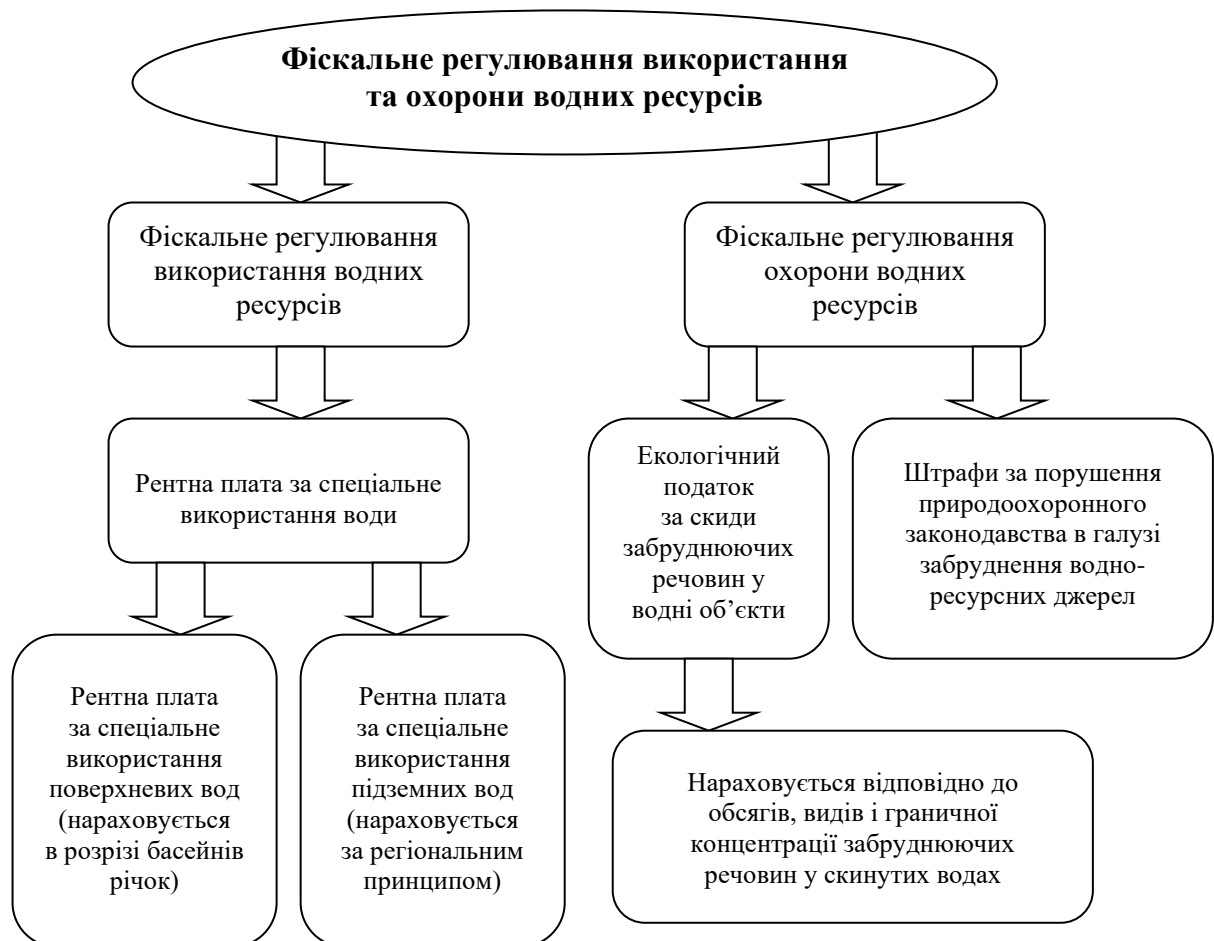 Фіскальне регулювання використання
та охорони водних ресурсів
Фіскальне регулювання
використання водних
ресурсів
Фіскальне регулювання
охорони водних
ресурсів
Рентна плата за спеціальне
використання води
Екологічний
податок
за скиди
забруднюючих
речовин у
водні об’єкти
Штрафи за порушення
природоохоронного
законодавства в галузі
забруднення водно-
ресурсних джерел
Рентна плата
за спеціальне
використання
поверхневих вод
(нараховується
в розрізі басейнів
річок)
Рентна плата
за спеціальне
використання
підземних вод
(нараховується
за регіональним
принципом)
Нараховується відповідно до
обсягів, видів і граничної
концентрації забруднюючих
речовин у скинутих водах